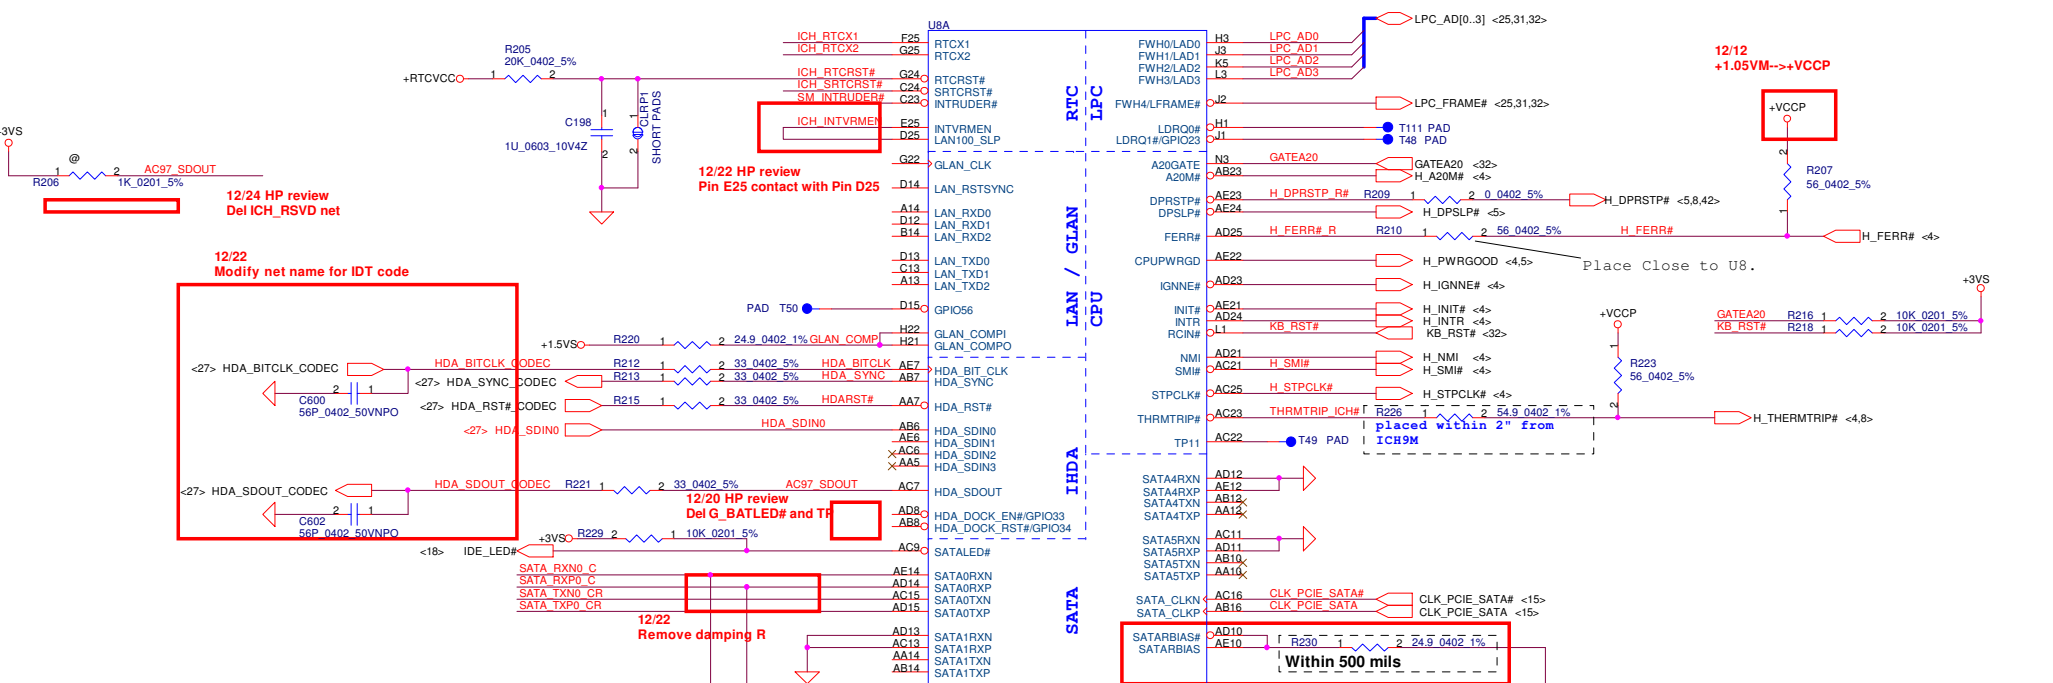 U8A
+RTCVCC
R205
20K_0402_5%
1 2
C198
1U_0603_10V4Z
1
2
CLRP1
SHORT PADS
1
2
+3VS
@
R206
1 2
1K_0201_5%
AC97_SDOUT
12/24 HP review
Del ICH_RSVD net
12/22 HP review
Pin E25 contact with Pin D25
12/22
Modify net name for IDT code
ICH_RTCX1 F25 RTCX1
ICH_RTCX2 G25 RTCX2
ICH_RTCRST# G24 RTCRST#
ICH_SRTCRST# C24 SRTCRST#
SM_INTRUDER# C23 INTRUDER#
ICH_INTVRMEN E25 INTVRMEN
D25 LAN100_SLP
G22 GLAN_CLK
D14 LAN_RSTSYNC
A14 LAN_RXD0
D12 LAN_RXD1
B14 LAN_RXD2
D13 LAN_TXD0
C13 LAN_TXD1
A13 LAN_TXD2
PAD T50 D15 GPIO56
H22 GLAN_COMPI
+1.5VS R220 1 2 24.9_0402_1% GLAN_COMP H21 GLAN_COMPO
<27> HDA_BITCLK_CODEC HDA_BITCLK_CODEC R212 1 2 33_0402_5% HDA_BITCLK AE7 HDA_BIT_CLK
<27> HDA_SYNC_CODEC R213 1 2 33_0402_5% HDA_SYNC AB7 HDA_SYNC
2 1
C600
56P_0402_50VNPO
<27> HDA_RST#_CODEC R215 1 2 33_0402_5% HDARST# AA7 HDA_RST#
<27> HDA_SDIN0 HDA_SDIN0 AB6 HDA_SDIN0
AE6 HDA_SDIN1
AC6 HDA_SDIN2
AA5 HDA_SDIN3
<27> HDA_SDOUT_CODEC HDA_SDOUT_CODEC R221 1 2 33_0402_5% AC97_SDOUT AC7 HDA_SDOUT
2 1
C602
56P_0402_50VNPO
12/20 HP review
Del G_BATLED# and TP
AD8 HDA_DOCK_EN#/GPIO33
AB8 HDA_DOCK_RST#/GPIO34
+3VS R229 2 1 10K_0201_5%
<18> IDE_LED# AC9 SATALED#
SATA_RXN0_C AE14 SATA0RXN
SATA_RXP0_C AD14 SATA0RXP
SATA_TXN0_CR AC15 SATA0TXN
SATA_TXP0_CR AD15 SATA0TXP
12/22
Remove damping R
AD13 SATA1RXN
AC13 SATA1RXP
AA14 SATA1TXN
AB14 SATA1TXP
RTC
LPC
LAN / GLAN
CPU
IHDA
SATA
LPC_AD[0..3] <25,31,32>
FWH0/LAD0 H3 LPC_AD0
FWH1/LAD1 J3 LPC_AD1
FWH2/LAD2 K5 LPC_AD2
FWH3/LAD3 L3 LPC_AD3
FWH4/LFRAME# J2 LPC_FRAME# <25,31,32>
LDRQ0# H1 T111 PAD
LDRQ1#/GPIO23 J1 T48 PAD
A20GATE N3 GATEA20 GATEA20 <32>
A20M# AB23 H_A20M# <4>
DPRSTP# AE23 H_DPRSTP_R# R209 1 2 0_0402_5% H_DPRSTP# <5,8,42>
DPSLP# AE24 H_DPSLP# <5>
FERR# AD25 H_FERR#_R R210 1 2 56_0402_5% H_FERR# H_FERR# <4>
Place Close to U8.
12/12
+1.05VM-->+VCCP
+VCCP
2
R207
56_0402_5%
1
CPUPWRGD AE22 H_PWRGOOD <4,5>
IGNNE# AD23 H_IGNNE# <4>
INIT# AE21 H_INIT# <4>
INTR AD24 H_INTR <4>
RCIN# L1 KB_RST# KB_RST# <32>
+3VS
GATEA20 R216 1 2 10K_0201_5%
KB_RST# R218 1 2 10K_0201_5%
NMI AD21 H_NMI <4>
SMI# AC21 H_SMI# H_SMI# <4>
STPCLK# AC25 H_STPCLK# H_STPCLK# <4>
+VCCP
1
R223
56_0402_5%
2
THRMTRIP# AC23 THRMTRIP_ICH# R226 1 2 54.9_0402_1% H_THERMTRIP# <4,8>
placed within 2" from
ICH9M
TP11 AC22 T49 PAD
SATA4RXN AD12
SATA4RXP AE12
SATA4TXN AB12
SATA4TXP AA12
SATA5RXN AC11
SATA5RXP AD11
SATA5TXN AB10
SATA5TXP AA10
SATA_CLKN AC16 CLK_PCIE_SATA# CLK_PCIE_SATA# <15>
SATA_CLKP AB16 CLK_PCIE_SATA CLK_PCIE_SATA <15>
SATARBIAS# AD10
SATARBIAS AE10 R230 1 2 24.9_0402_1%
Within 500 mils